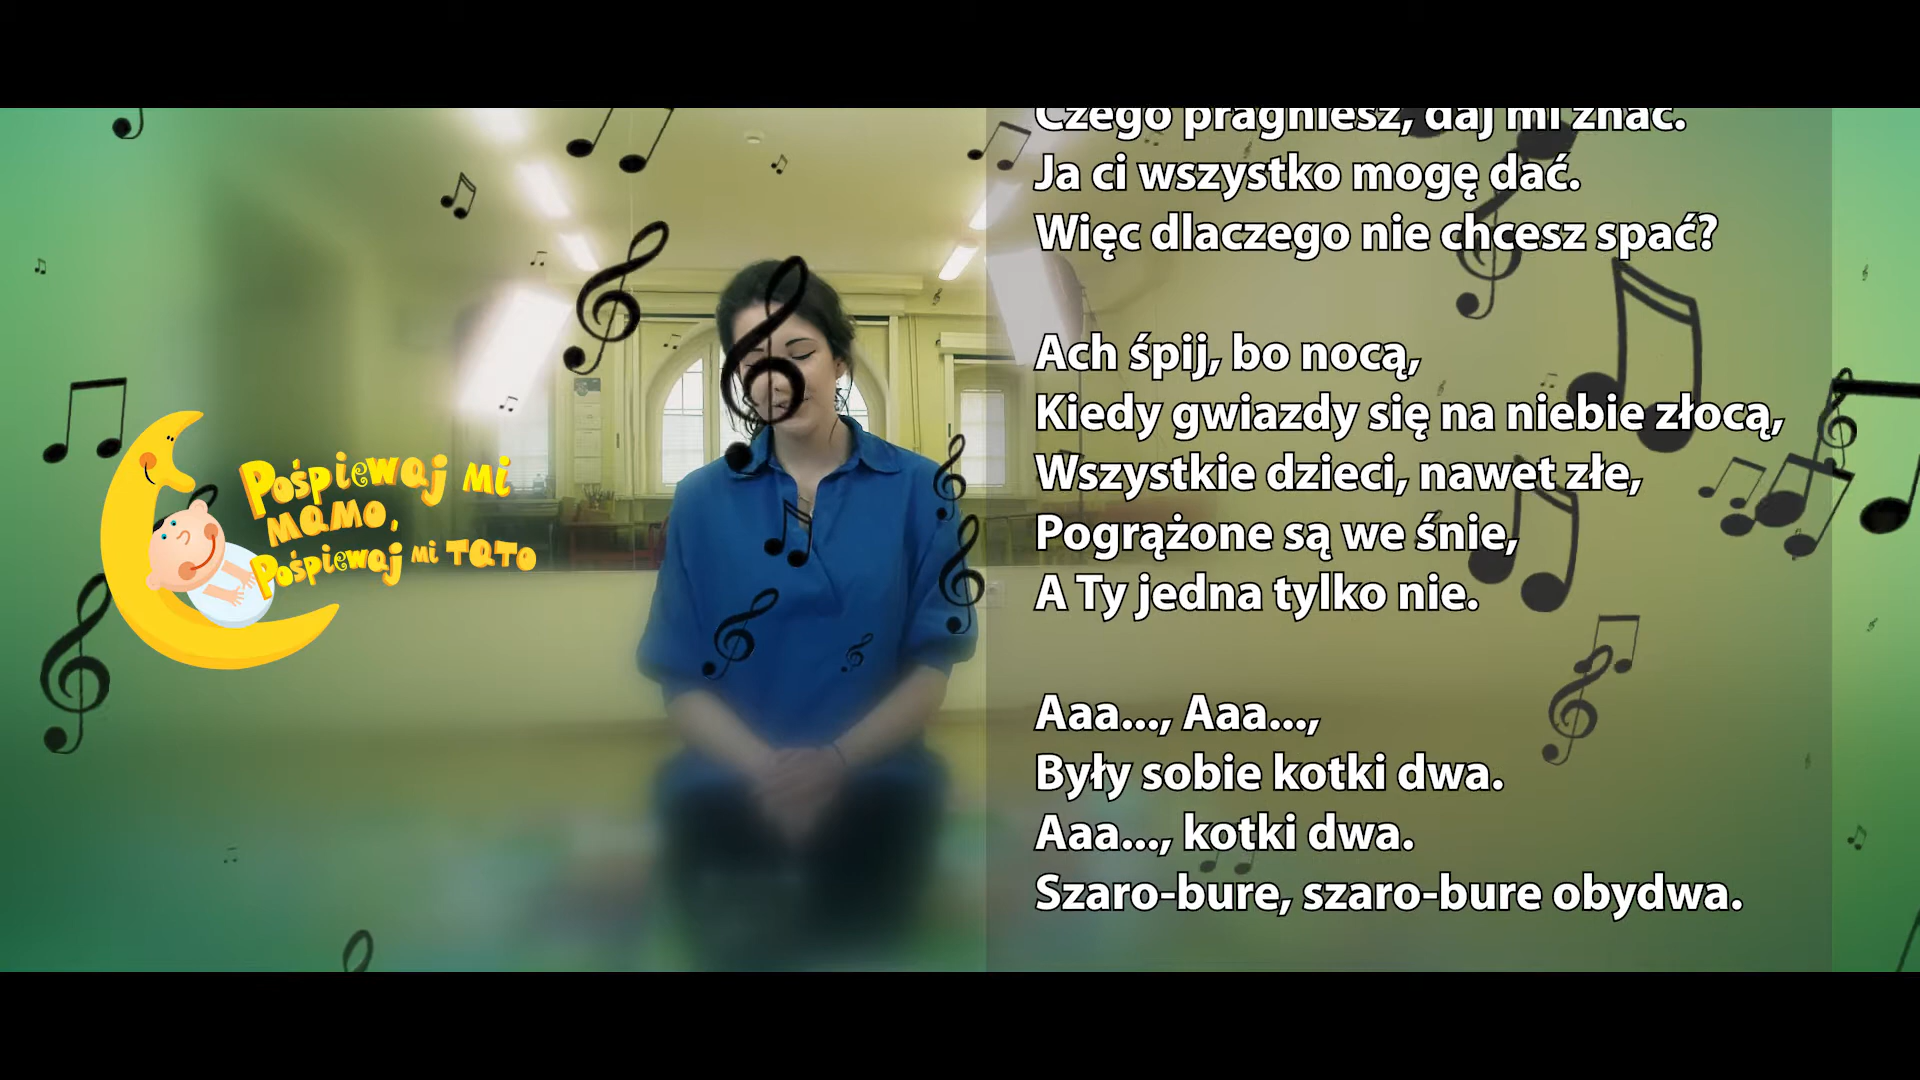 Pośpiewaj mi
mamo,
Pośpiewaj mi tato
Czego pragniesz, daj mi znać.
Ja ci wszystko mogę dać.
Więc dlaczego nie chcesz spać?
Ach śpij, bo nocą,
Kiedy gwiazdy się na niebie złocą,
Wszystkie dzieci, nawet złe,
Pogrążone są we śnie,
A Ty jedna tylko nie.
Aaa..., Aaa...,
Były sobie kotki dwa.
Aaa..., kotki dwa.
Szaro-bure, szaro-bure obydwa.